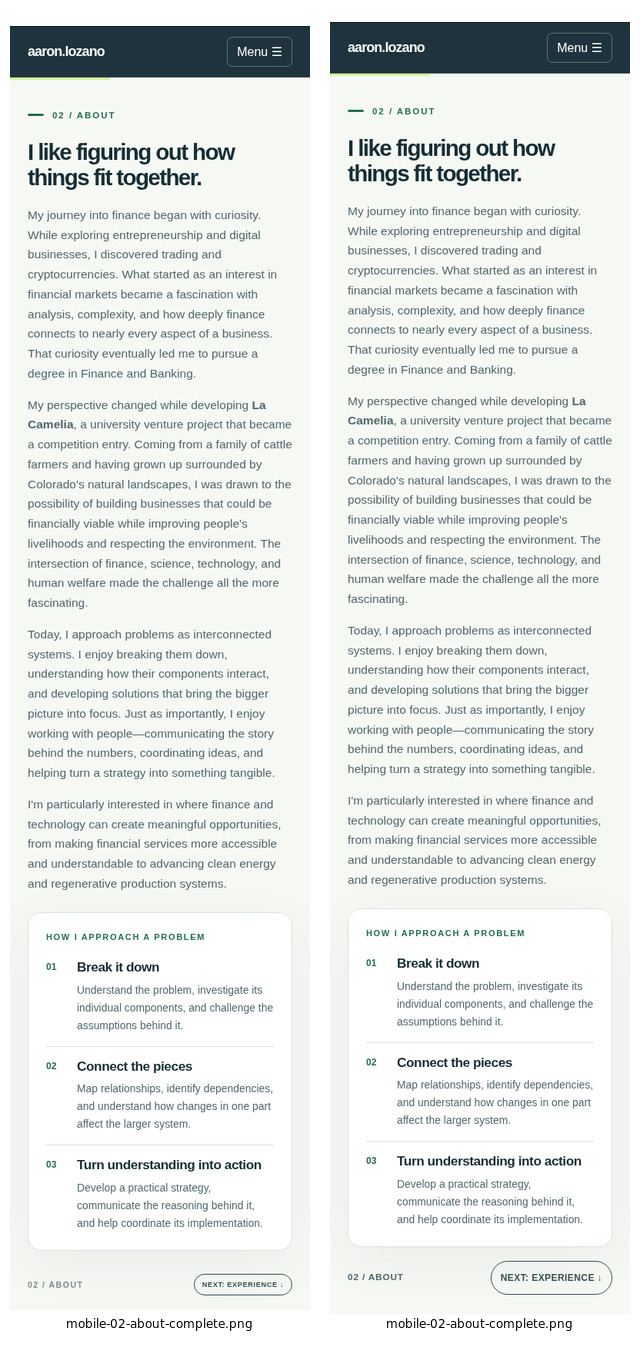 aaron.lozano
Menu ☰
02 / ABOUT
I like figuring out how
things fit together.
My journey into finance began with curiosity.
While exploring entrepreneurship and digital
businesses, I discovered trading and
cryptocurrencies. What started as an interest in
financial markets became a fascination with
analysis, complexity, and how deeply finance
connects to nearly every aspect of a business.
That curiosity eventually led me to pursue a
degree in Finance and Banking.
My perspective changed while developing La
Camelia, a university venture project that became
a competition entry. Coming from a family of cattle
farmers and having grown up surrounded by
Colorado's natural landscapes, I was drawn to the
possibility of building businesses that could be
financially viable while improving people's
livelihoods and respecting the environment. The
intersection of finance, science, technology, and
human welfare made the challenge all the more
fascinating.
Today, I approach problems as interconnected
systems. I enjoy breaking them down,
understanding how their components interact,
and developing solutions that bring the bigger
picture into focus. Just as importantly, I enjoy
working with people—communicating the story
behind the numbers, coordinating ideas, and
helping turn a strategy into something tangible.
I'm particularly interested in where finance and
technology can create meaningful opportunities,
from making financial services more accessible
and understandable to advancing clean energy
and regenerative production systems.
HOW I APPROACH A PROBLEM
01
Break it down
Understand the problem, investigate its
individual components, and challenge the
assumptions behind it.
02
Connect the pieces
Map relationships, identify dependencies,
and understand how changes in one part
affect the larger system.
03
Turn understanding into action
Develop a practical strategy,
communicate the reasoning behind it,
and help coordinate its implementation.
02 / ABOUT
NEXT: EXPERIENCE ↓
mobile-02-about-complete.png
aaron.lozano
Menu ☰
02 / ABOUT
I like figuring out how
things fit together.
My journey into finance began with curiosity.
While exploring entrepreneurship and digital
businesses, I discovered trading and
cryptocurrencies. What started as an interest in
financial markets became a fascination with
analysis, complexity, and how deeply finance
connects to nearly every aspect of a business.
That curiosity eventually led me to pursue a
degree in Finance and Banking.
My perspective changed while developing La
Camelia, a university venture project that became
a competition entry. Coming from a family of cattle
farmers and having grown up surrounded by
Colorado's natural landscapes, I was drawn to the
possibility of building businesses that could be
financially viable while improving people's
livelihoods and respecting the environment. The
intersection of finance, science, technology, and
human welfare made the challenge all the more
fascinating.
Today, I approach problems as interconnected
systems. I enjoy breaking them down,
understanding how their components interact,
and developing solutions that bring the bigger
picture into focus. Just as importantly, I enjoy
working with people—communicating the story
behind the numbers, coordinating ideas, and
helping turn a strategy into something tangible.
I'm particularly interested in where finance and
technology can create meaningful opportunities,
from making financial services more accessible
and understandable to advancing clean energy
and regenerative production systems.
HOW I APPROACH A PROBLEM
01
Break it down
Understand the problem, investigate its
individual components, and challenge the
assumptions behind it.
02
Connect the pieces
Map relationships, identify dependencies,
and understand how changes in one part
affect the larger system.
03
Turn understanding into action
Develop a practical strategy,
communicate the reasoning behind it,
and help coordinate its implementation.
02 / ABOUT
NEXT: EXPERIENCE ↓
mobile-02-about-complete.png